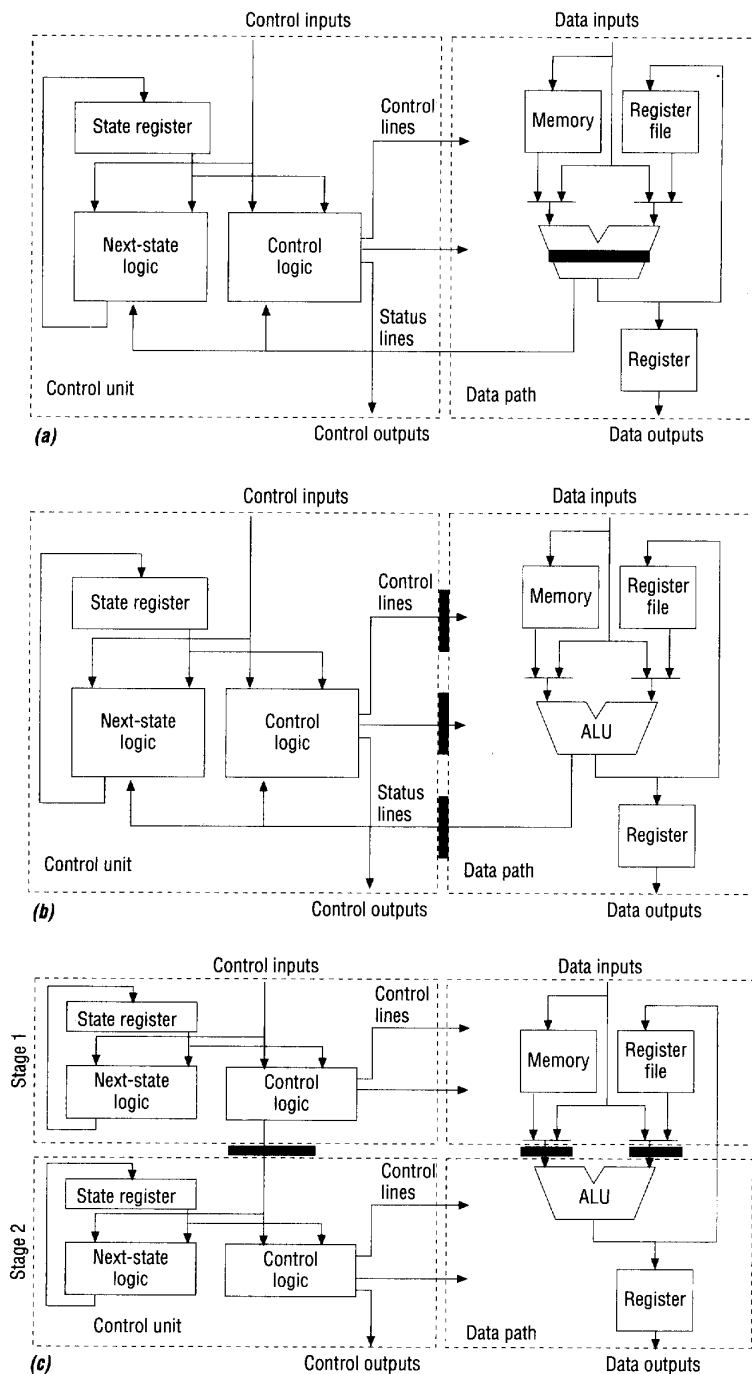 Control inputs
Data inputs
State register
Control
lines
Memory
Register
file
Next-state
logic
Control
logic
Status
lines
Register
Control unit
Data path
(a)
Control outputs
Data outputs
Control inputs
Data inputs
State register
Control
lines
Memory
Register
file
Next-state
logic
Control
logic
ALU
Status
lines
Register
Control unit
Data path
(b)
Control outputs
Data outputs
Control inputs
Data inputs
Stage 1
State register
Control
lines
Memory
Register
file
Next-state
logic
Control
logic
Stage 2
State register
Control
lines
ALU
Next-state
logic
Control
logic
Register
Control unit
Data path
(c)
Control outputs
Data outputs